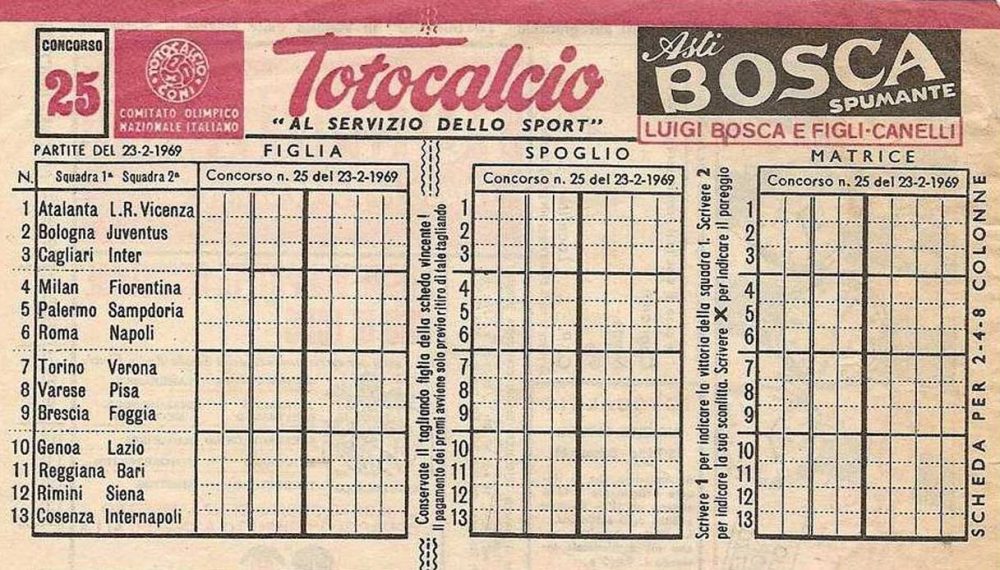 CONCORSO
25
TOTOCALCIO
CONI
COMITATO OLIMPICO
NAZIONALE ITALIANO
Totocalcio
"AL SERVIZIO DELLO SPORT"
Asti
BOSCA
SPUMANTE
LUIGI BOSCA E FIGLI-CANELLI
PARTITE DEL 23-2-1969
FIGLIA
SPOGLIO
MATRICE
N. Squadra 1ª Squadra 2ª
Concorso n. 25 del 23-2-1969
Concorso n. 25 del 23-2-1969
Concorso n. 25 del 23-2-1969
1 Atalanta L.R. Vicenza
2 Bologna Juventus
3 Cagliari Inter
4 Milan Fiorentina
5 Palermo Sampdoria
6 Roma Napoli
7 Torino Verona
8 Varese Pisa
9 Brescia Foggia
10 Genoa Lazio
11 Reggiana Bari
12 Rimini Siena
13 Cosenza Internapoli
Conservate il tagliando figlia della scheda vincente!
Il pagamento dei premi avviene solo previo ritiro di tale tagliando
1
2
3
4
5
6
7
8
9
10
11
12
13
Scrivere 1 per indicare la vittoria della squadra 1. Scrivere 2
per indicare la sua sconfitta. Scrivere X per indicare il pareggio
1
2
3
4
5
6
7
8
9
10
11
12
13
SCHEDA PER 2-4-8 COLONNE